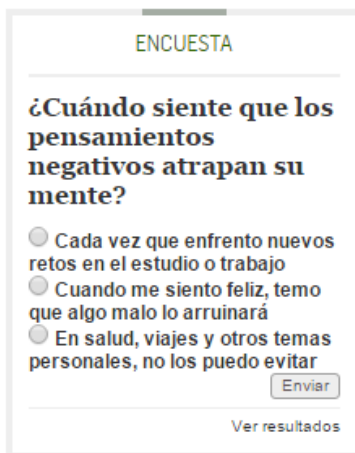 ENCUESTA
¿Cuándo siente que los
pensamientos
negativos atrapan su
mente?
Cada vez que enfrento nuevos
retos en el estudio o trabajo
Cuando me siento feliz, temo
que algo malo lo arruinará
En salud, viajes y otros temas
personales, no los puedo evitar
Enviar
Ver resultados